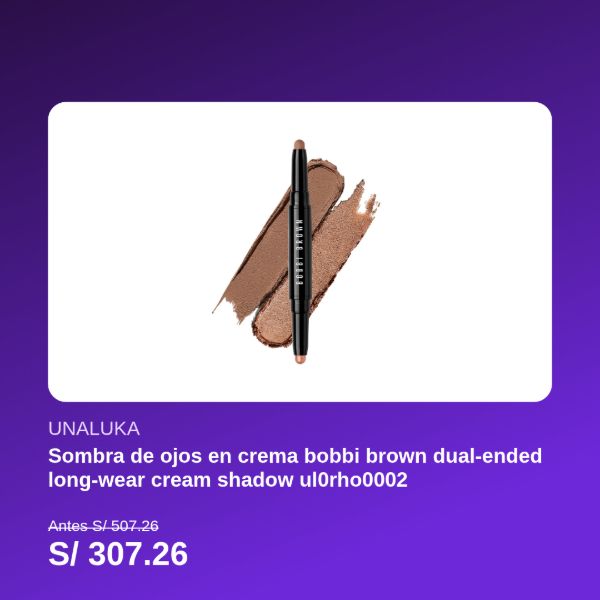 BOBBI BROWN
UNALUKA
Sombra de ojos en crema bobbi brown dual-ended
long-wear cream shadow ul0rho0002
Antes S/ 507.26
S/ 307.26